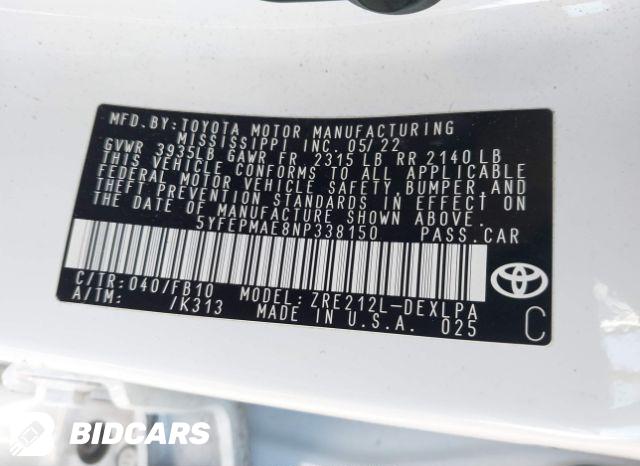 MFD.BY:TOYOTA MOTOR MANUFACTURING
MISSISSIPPI INC. 05/22
GVWR 3935LB GAWR FR 2315 LB RR 2140 LB
THIS VEHICLE CONFORMS TO ALL APPLICABLE
FEDERAL MOTOR VEHICLE SAFETY, BUMPER, AND
THEFT PREVENTION STANDARDS IN EFFECT ON
THE DATE OF MANUFACTURE SHOWN ABOVE.
5YFEPMAE8NP338150 PASS.CAR
C/TR: 040/FB10 MODEL: ZRE212L-DEXLPA
A/TM: /K313 MADE IN U.S.A. 025
C
BIDCARS